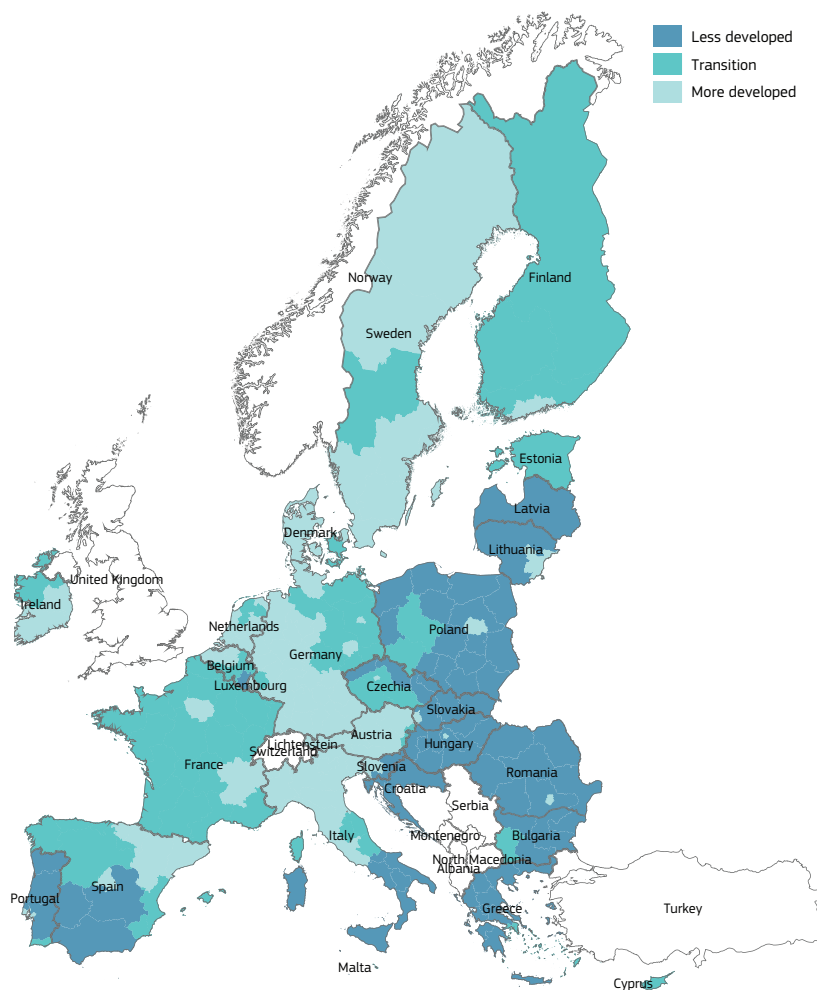 Less developed
Transition
More developed
Norway
Finland
Sweden
Estonia
Latvia
Denmark
Lithuania
United Kingdom
Ireland
Netherlands
Poland
Germany
Belgium
Luxembourg
Czechia
Slovakia
Austria
Lichtenstein
Hungary
Switzerland
France
Slovenia
Romania
Croatia
Serbia
Italy
Montenegro
Bulgaria
North Macedonia
Albania
Spain
Portugal
Greece
Turkey
Malta
Cyprus